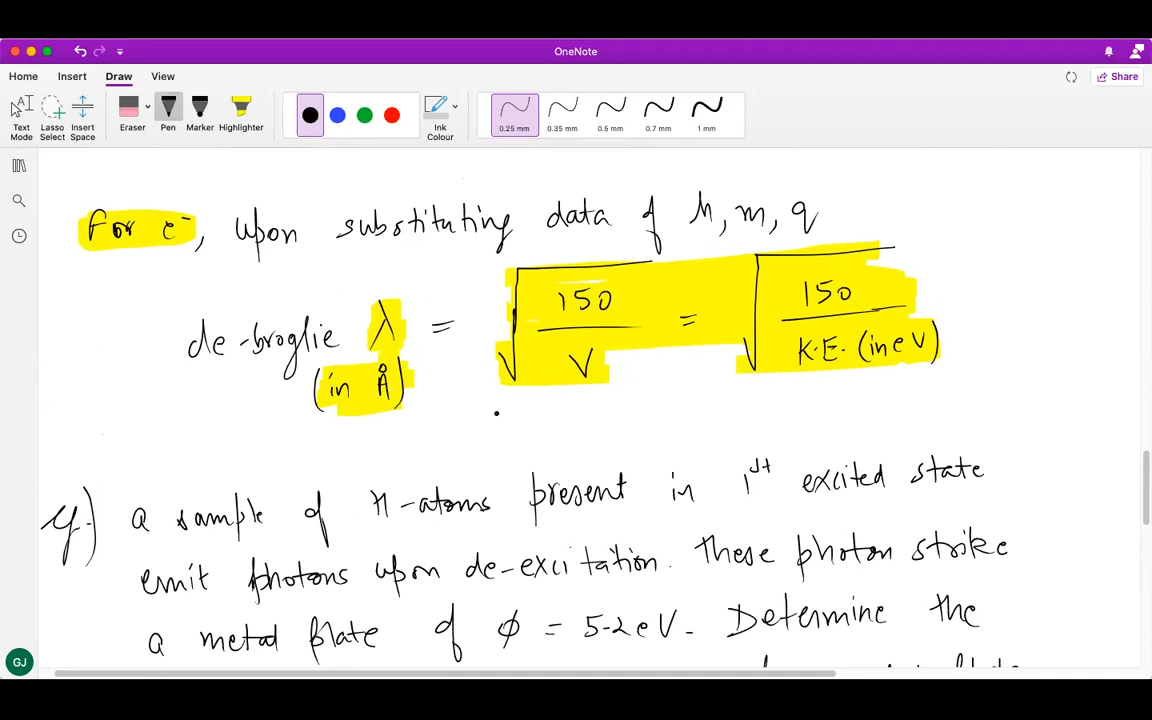 OneNote
Home Insert Draw View
Share
Text Mode
Lasso Select
Insert Space
Eraser
Pen
Marker
Highlighter
Ink Colour
0.25 mm
0.35 mm
0.5 mm
0.7 mm
1 mm
For e⁻, upon substituting data of h, m, q
de-broglie λ = √(150/V) = √(150/K.E. (in eV))
(in Å)
a sample of H-atoms present in 1st excited state
emit photons upon de-excitation. These photon strike
a metal plate of φ = 5.2eV. Determine the
GJ